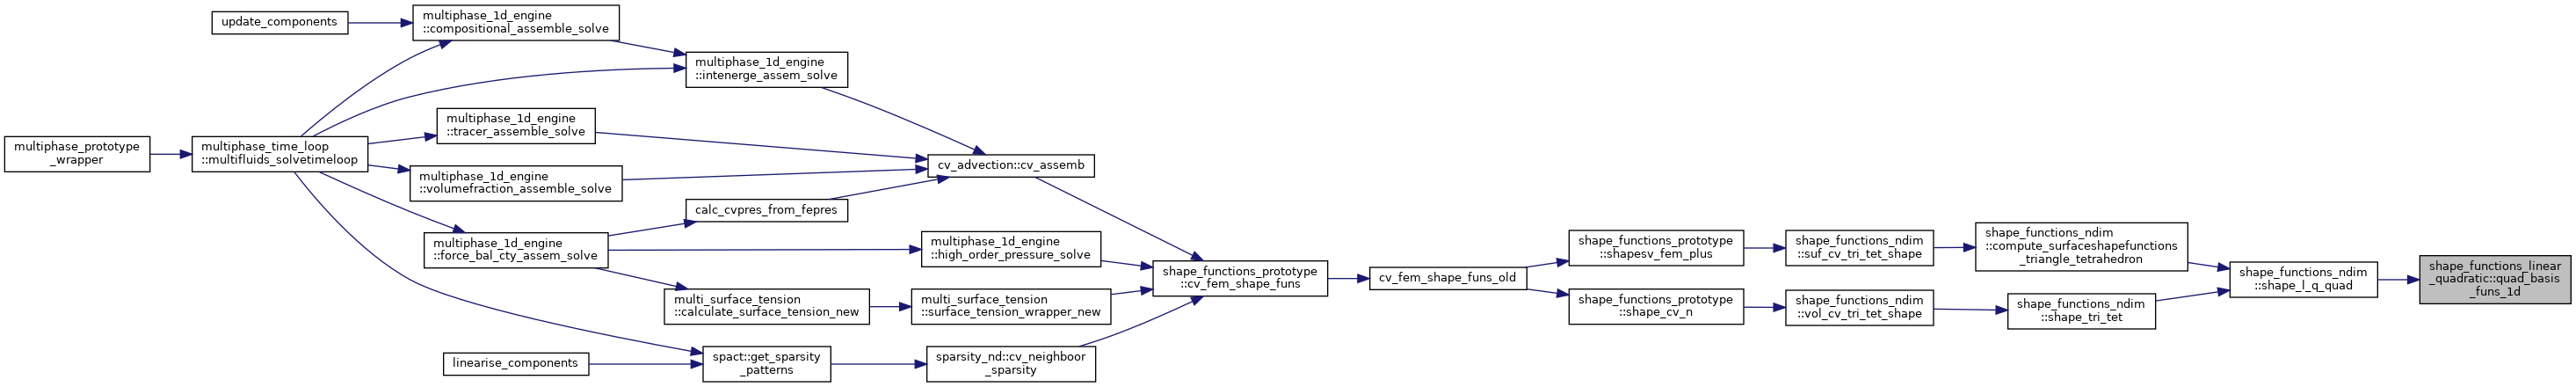 multiphase_prototype
_wrapper
update_components
multiphase_time_loop
::multifluids_solvetimeloop
multiphase_1d_engine
::compositional_assemble_solve
multiphase_1d_engine
::intenerge_assem_solve
multiphase_1d_engine
::tracer_assemble_solve
multiphase_1d_engine
::volumefraction_assemble_solve
cv_advection::cv_assemb
calc_cvpres_from_fepres
multiphase_1d_engine
::force_bal_cty_assem_solve
multiphase_1d_engine
::high_order_pressure_solve
multi_surface_tension
::calculate_surface_tension_new
multi_surface_tension
::surface_tension_wrapper_new
linearise_components
spact::get_sparsity
_patterns
sparsity_nd::cv_neighboor
_sparsity
shape_functions_prototype
::cv_fem_shape_funs
cv_fem_shape_funs_old
shape_functions_prototype
::shapesv_fem_plus
shape_functions_prototype
::shape_cv_n
shape_functions_ndim
::suf_cv_tri_tet_shape
shape_functions_ndim
::vol_cv_tri_tet_shape
shape_functions_ndim
::compute_surfaceshapefunctions
_triangle_tetrahedron
shape_functions_ndim
::shape_tri_tet
shape_functions_ndim
::shape_l_q_quad
shape_functions_linear
_quadratic::quad_basis
_funs_1d